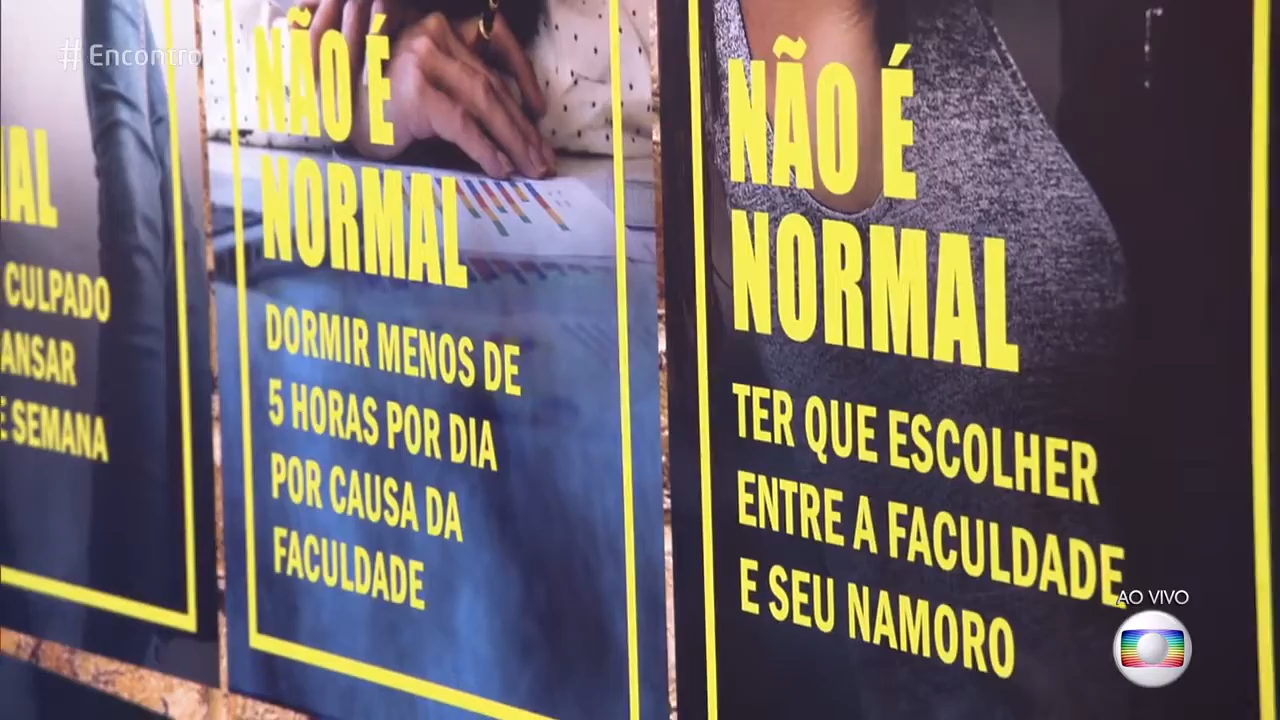 # Encontro
AL
CULPADO
ANSAR
E SEMANA
NÃO É
NORMAL
DORMIR MENOS DE
5 HORAS POR DIA
POR CAUSA DA
FACULDADE
NÃO É
NORMAL
TER QUE ESCOLHER
ENTRE A FACULDADE
E SEU NAMORO
AO VIVO